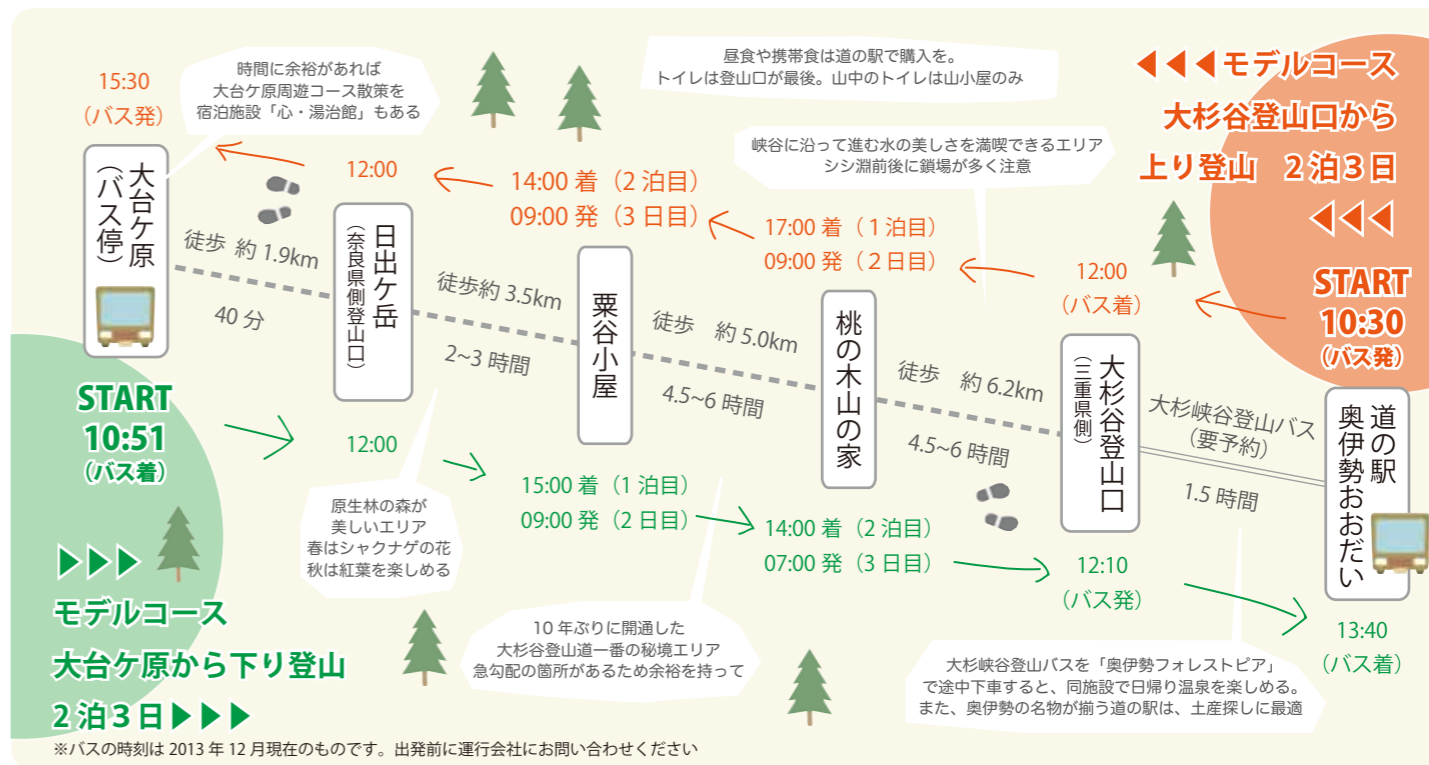 ◀◀◀モデルコース
大杉谷登山口から
上り登山　2泊3日
◀◀◀
START
10:30
（バス発）
昼食や携帯食は道の駅で購入を。
トイレは登山口が最後。山中のトイレは山小屋のみ
時間に余裕があれば
大台ケ原周遊コース散策を
宿泊施設「心・湯治館」もある
峡谷に沿って進む水の美しさを満喫できるエリア
シシ淵前後に鎖場が多く注意
15:30
（バス発）
12:00
14:00 着（2 泊目）
09:00 発（3 日目）
17:00 着（1 泊目）
09:00 発（2 日目）
12:00
（バス着）
大台ケ原
（バス停）
徒歩 約 1.9km
40 分
日出ケ岳
（奈良県側登山口）
徒歩約 3.5km
2~3 時間
粟谷小屋
徒歩　約 5.0km
4.5~6 時間
桃の木山の家
徒歩　約 6.2km
4.5~6 時間
大杉谷登山口
（三重県側）
大杉峡谷登山バス
（要予約）
1.5 時間
道の駅
奥伊勢おおだい
START
10:51
（バス着）
12:00
15:00 着（1 泊目）
09:00 発（2 日目）
14:00 着（2 泊目）
07:00 発（3 日目）
12:10
（バス発）
13:40
（バス着）
原生林の森が
美しいエリア
春はシャクナゲの花
秋は紅葉を楽しめる
10 年ぶりに開通した
大杉谷登山道一番の秘境エリア
急勾配の箇所があるため余裕を持って
大杉峡谷登山バスを「奥伊勢フォレストピア」
で途中下車すると、同施設で日帰り温泉を楽しめる。
また、奥伊勢の名物が揃う道の駅は、土産探しに最適
▶▶▶
モデルコース
大台ケ原から下り登山
2泊3日▶▶▶
※バスの時刻は 2013 年 12 月現在のものです。出発前に運行会社にお問い合わせください